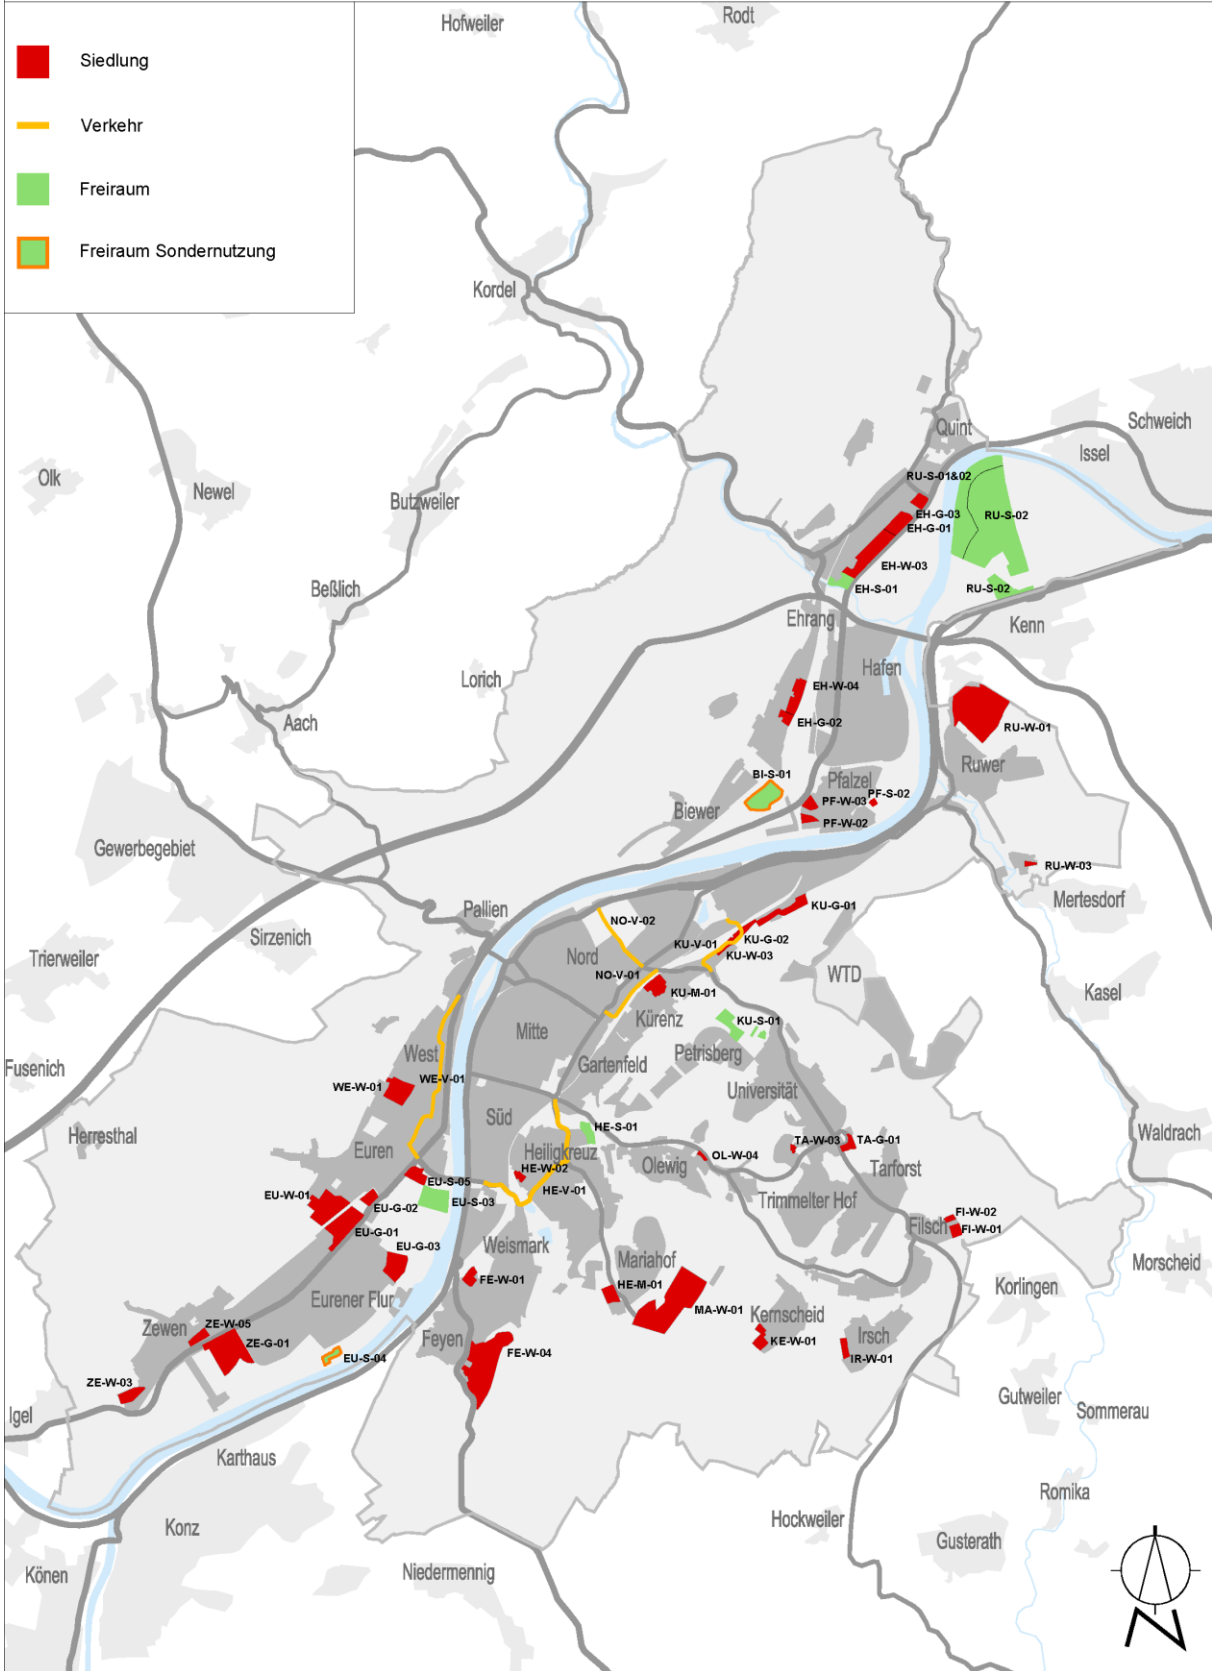 Siedlung
Verkehr
Freiraum
Freiraum Sondernutzung
Hofweiler
Rodt
Kordel
Quint
Schweich
Issel
Olk
Newel
Butzweiler
RU-S-01&02
EH-G-03
EH-G-01
RU-S-02
EH-W-03
EH-S-01
RU-S-02
Beßlich
Ehrang
Kenn
Hafen
Lorich
EH-W-04
EH-G-02
Aach
RU-W-01
Ruwer
BI-S-01
Pfalzel
PF-S-02
PF-W-03
PF-W-02
Biewer
Gewerbegebiet
RU-W-03
Mertesdorf
Pallien
KU-G-01
NO-V-02
KU-V-01
KU-G-02
KU-W-03
Sirzenich
Trierweiler
Nord
NO-V-01
WTD
KU-M-01
Kasel
Kürenz
KU-S-01
Mitte
Petrisberg
West
Gartenfeld
Fusenich
WE-W-01
WE-V-01
Universität
Süd
HE-S-01
Herresthal
Waldrach
Euren
Heiligkreuz
TA-W-03
TA-G-01
OL-W-04
Olewig
Tarforst
HE-W-02
EU-S-05
HE-V-01
EU-W-01
EU-G-02
EU-S-03
Trimmelter Hof
FI-W-02
FI-W-01
Filsch
EU-G-01
EU-G-03
Weismark
Mariahof
Morscheid
FE-W-01
HE-M-01
MA-W-01
Korlingen
Eurener Flur
Kernscheid
Zewen
ZE-W-05
ZE-G-01
Feyen
FE-W-04
KE-W-01
Irsch
IR-W-01
EU-S-04
ZE-W-03
Gutweiler
Sommerau
Igel
Karthaus
Romika
Hockweiler
Konz
Gusterath
Könen
Niedermennig
N